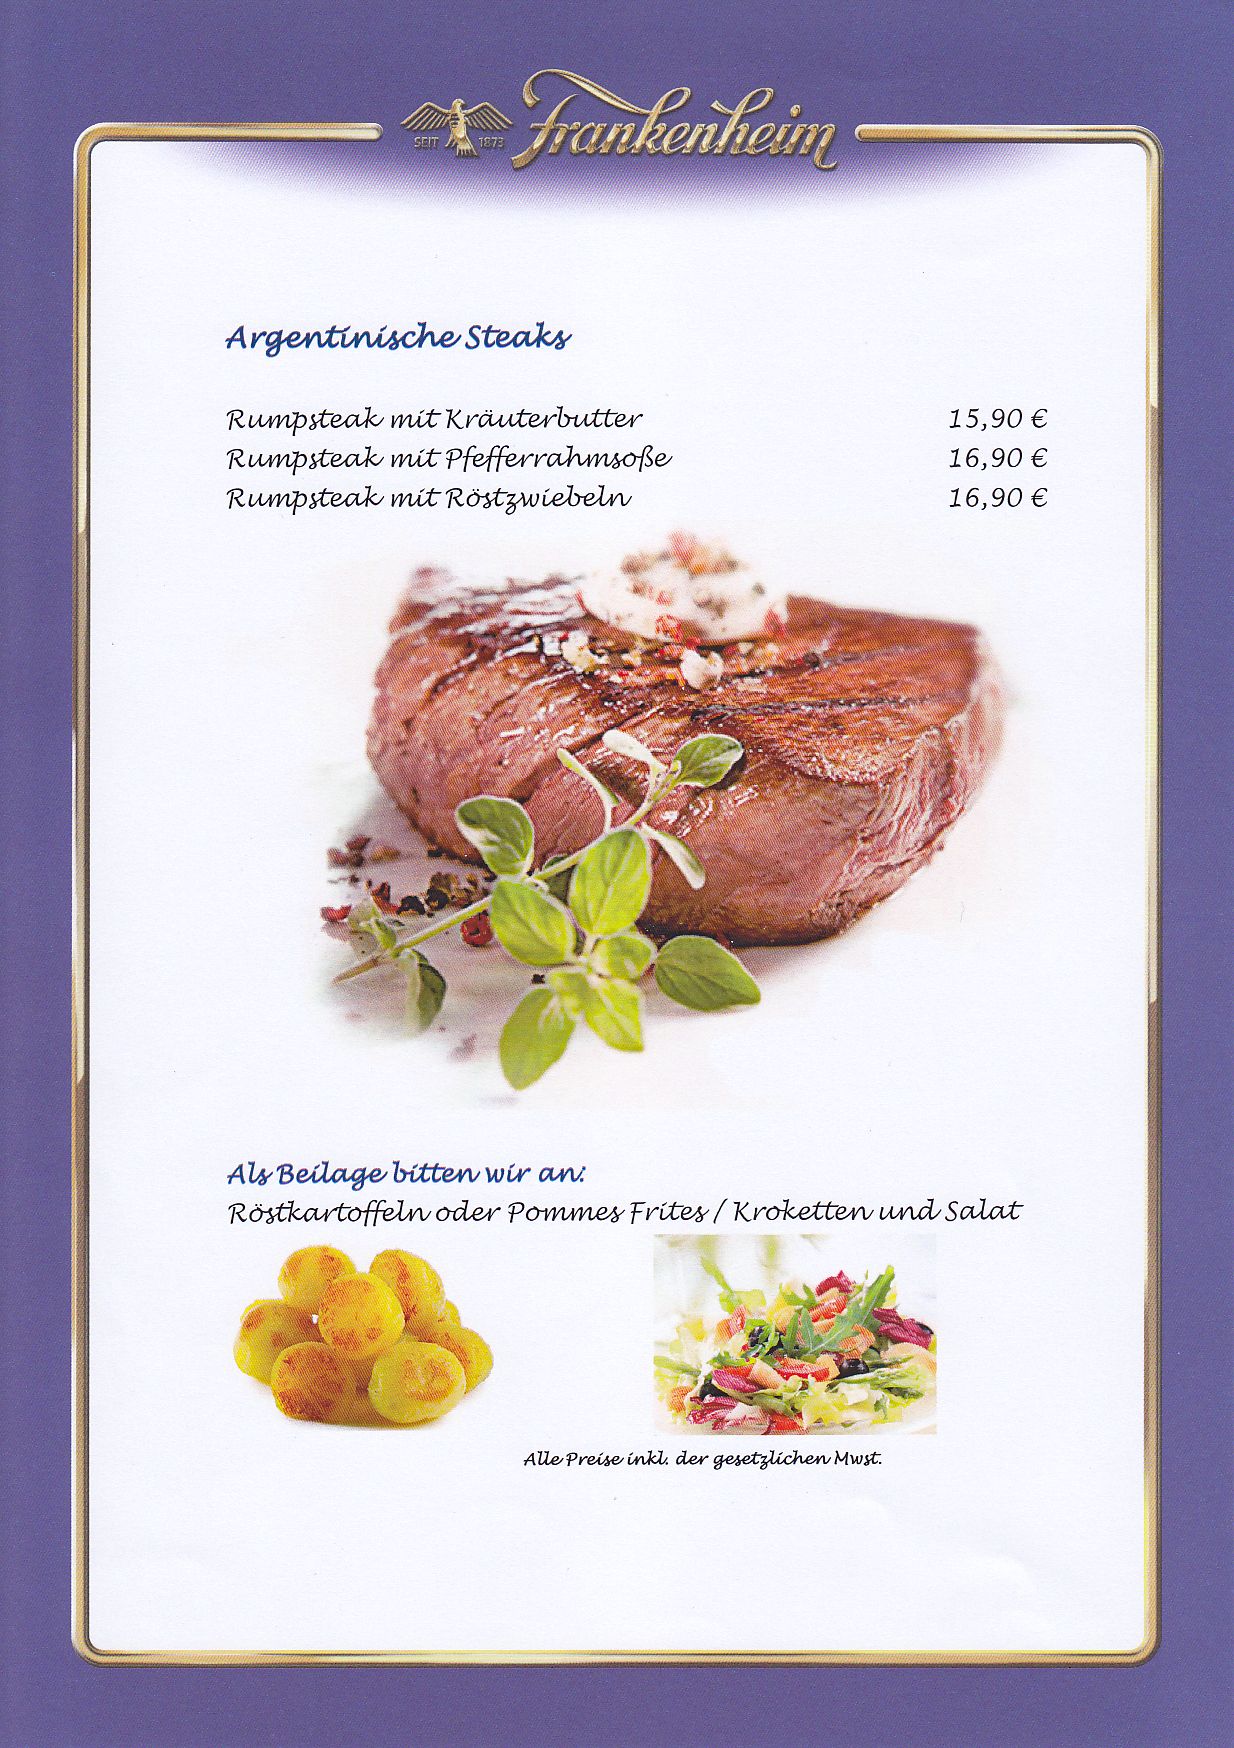 SEIT 1873 Frankenheim
Argentinische Steaks
Rumpsteak mit Kräuterbutter 15,90 €
Rumpsteak mit Pfefferrahmsoße 16,90 €
Rumpsteak mit Röstzwiebeln 16,90 €
Als Beilage bitten wir an:
Röstkartoffeln oder Pommes Frites / Kroketten und Salat
Alle Preise inkl. der gesetzlichen Mwst.